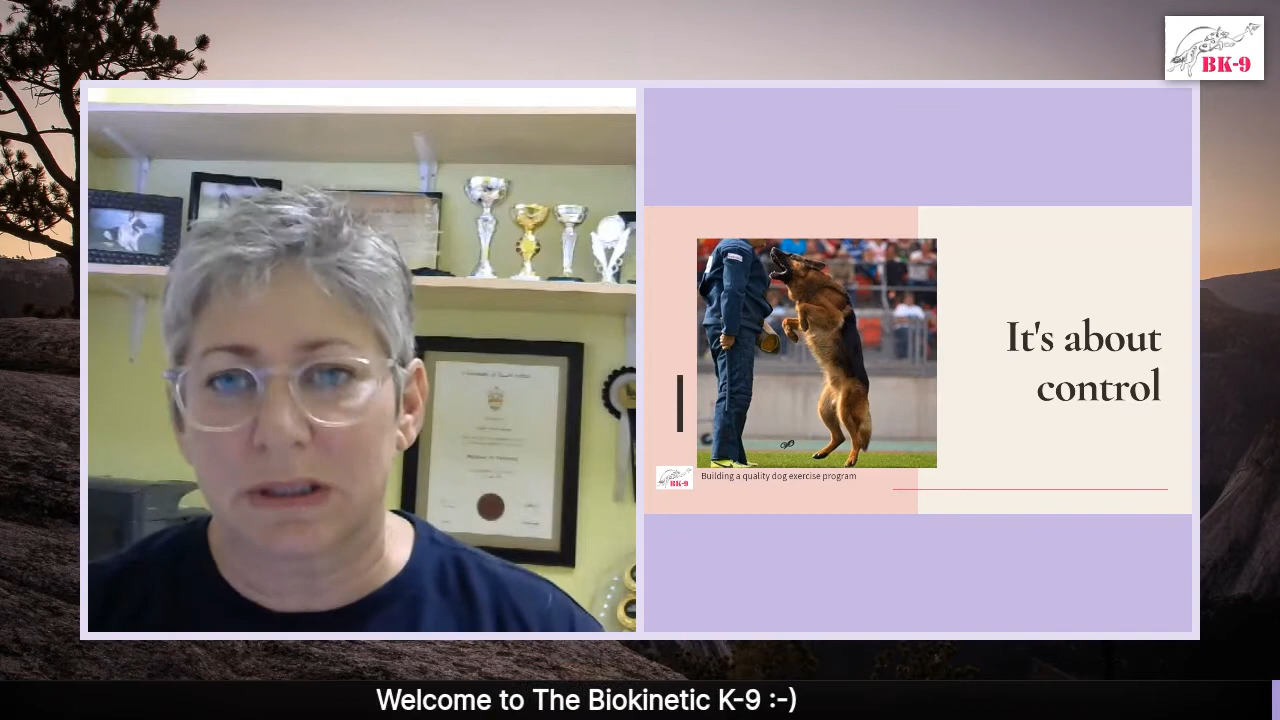 BK-9
It's about
control
BK-9
Building a quality dog exercise program
Welcome to The Biokinetic K-9 :-)